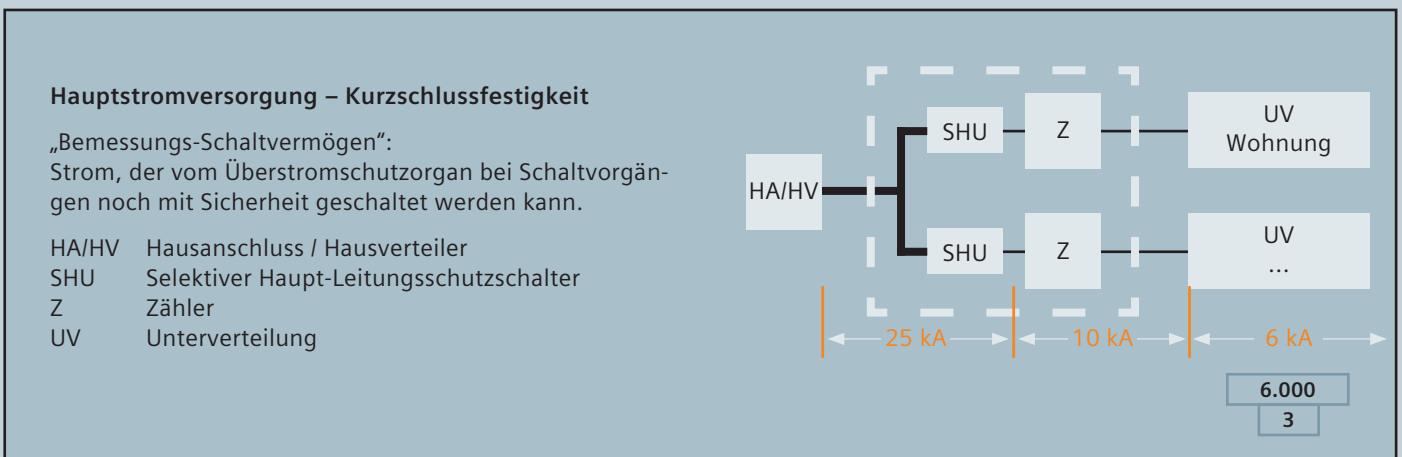 Hauptstromversorgung – Kurzschlussfestigkeit
„Bemessungs-Schaltvermögen“:
Strom, der vom Überstromschutzorgan bei Schaltvorgän-
gen noch mit Sicherheit geschaltet werden kann.
HA/HV Hausanschluss / Hausverteiler
SHU Selektiver Haupt-Leitungsschutzschalter
Z Zähler
UV Unterverteilung
HA/HV
SHU
Z
UV
Wohnung
SHU
Z
UV
...
25 kA
10 kA
6 kA
6.000
3